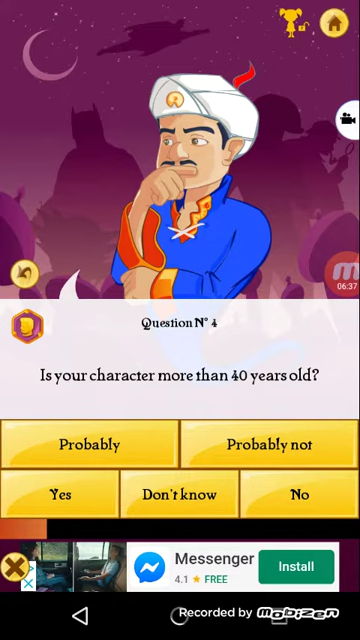 06:37
Question N° 4
Is your character more than 40 years old?
Probably
Probably not
Yes
Don't know
No
Messenger
4.1 ★ FREE
Install
Recorded by mobizen